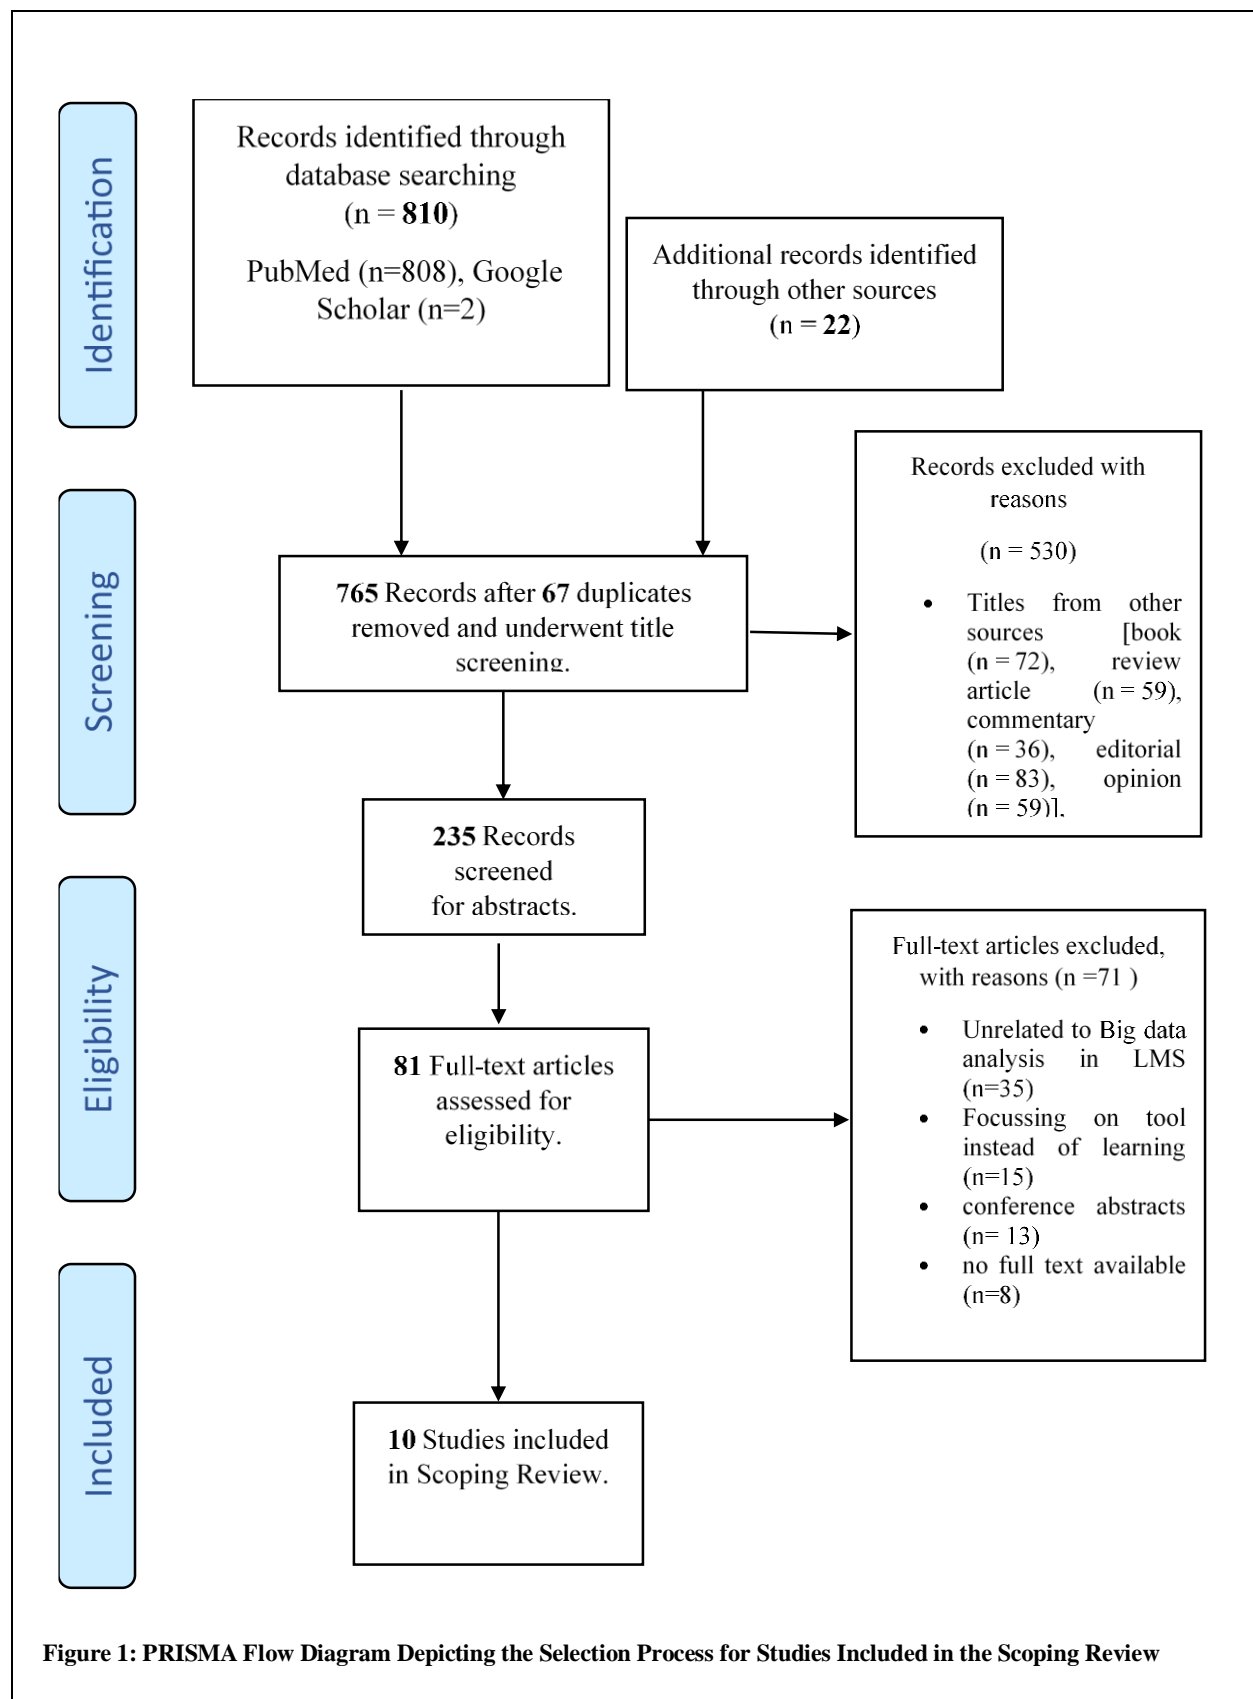 Identification
Records identified through
database searching
(n = 810)
PubMed (n=808), Google
Scholar (n=2)
Additional records identified
through other sources
(n = 22)
Screening
Records excluded with
reasons
(n = 530)
• Titles from other
sources [book
(n = 72), review
article (n = 59),
commentary
(n = 36), editorial
(n = 83), opinion
(n = 59)],
765 Records after 67 duplicates
removed and underwent title
screening.
235 Records
screened
for abstracts.
Eligibility
81 Full-text articles
assessed for
eligibility.
Full-text articles excluded,
with reasons (n =71 )
• Unrelated to Big data
analysis in LMS
(n=35)
• Focussing on tool
instead of learning
(n=15)
• conference abstracts
(n= 13)
• no full text available
(n=8)
Included
10 Studies included
in Scoping Review.
Figure 1: PRISMA Flow Diagram Depicting the Selection Process for Studies Included in the Scoping Review